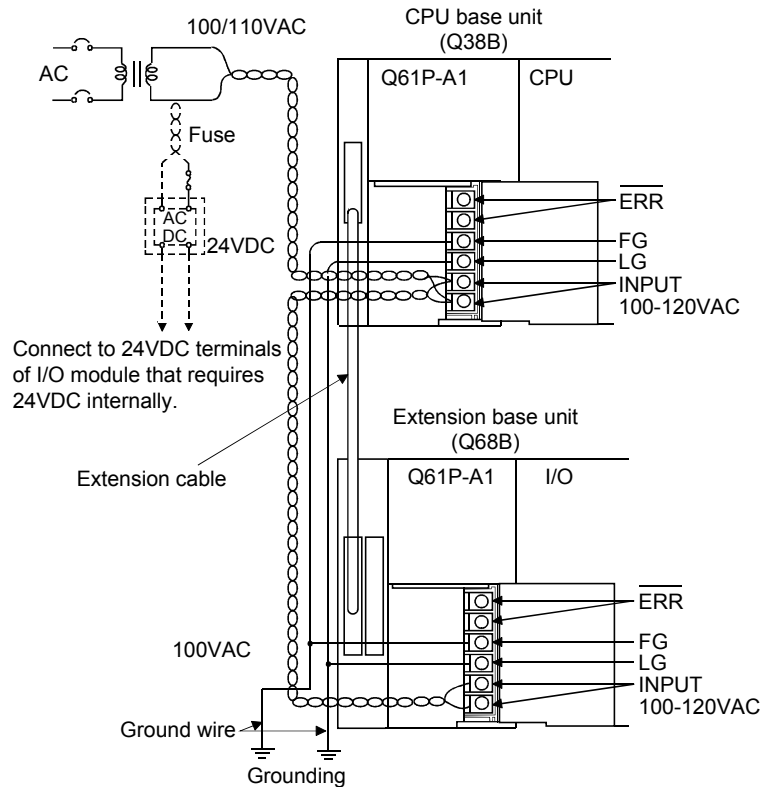 100/110VAC
CPU base unit
(Q38B)
AC
Q61P-A1
CPU
Fuse
AC
DC
24VDC
ERR
FG
LG
INPUT
100-120VAC
Connect to 24VDC terminals
of I/O module that requires
24VDC internally.
Extension base unit
(Q68B)
Extension cable
Q61P-A1
I/O
ERR
FG
LG
INPUT
100-120VAC
100VAC
Ground wire
Grounding